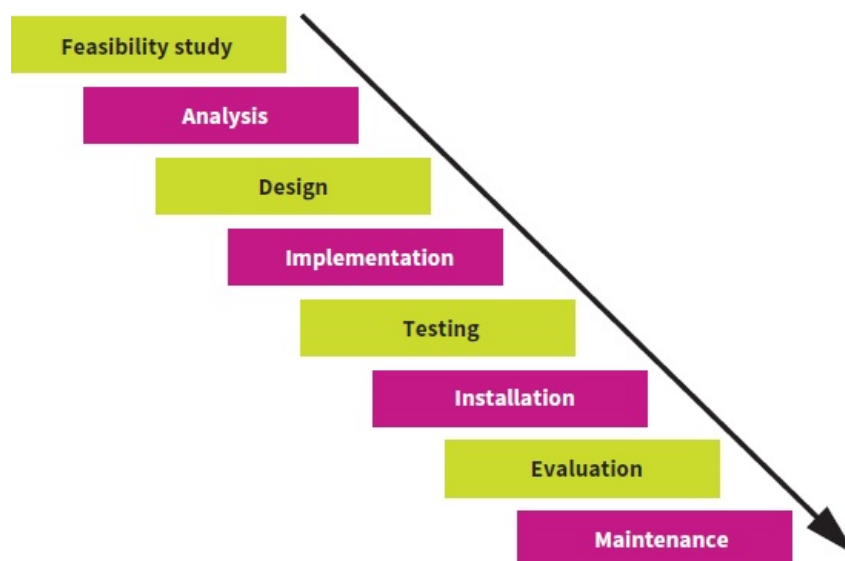 Feasibility study
Analysis
Design
Implementation
Testing
Installation
Evaluation
Maintenance